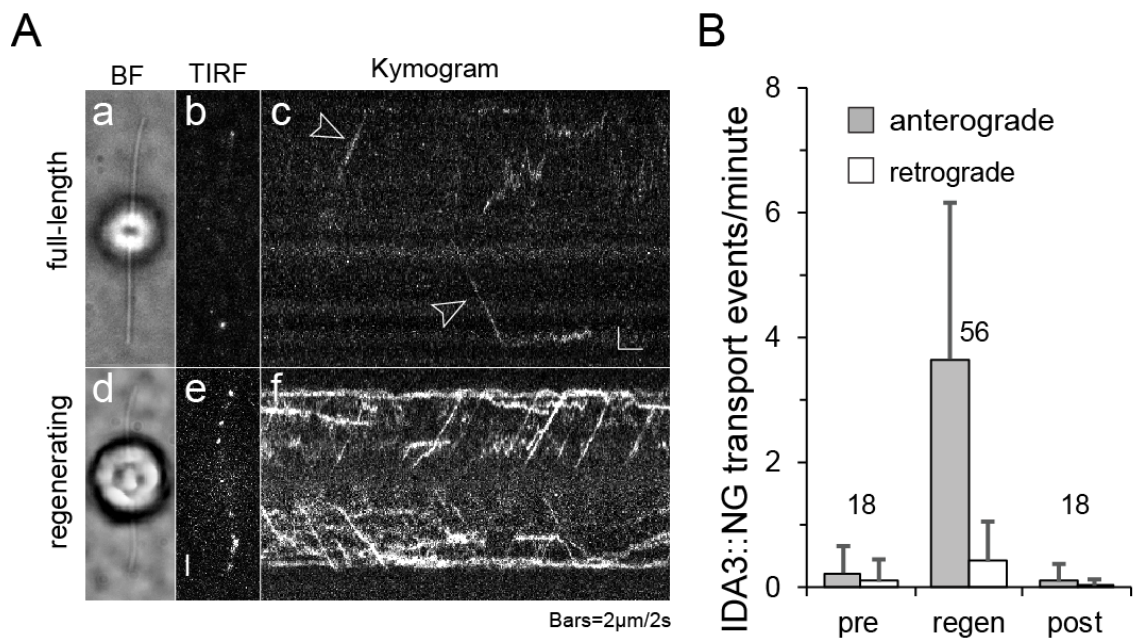 A
BF
TIRF
Kymogram
full-length
a
b
c
regenerating
d
e
f
Bars=2µm/2s
B
IDA3::NG transport events/minute
8
6
4
2
0
anterograde
retrograde
18
56
18
pre
regen
post